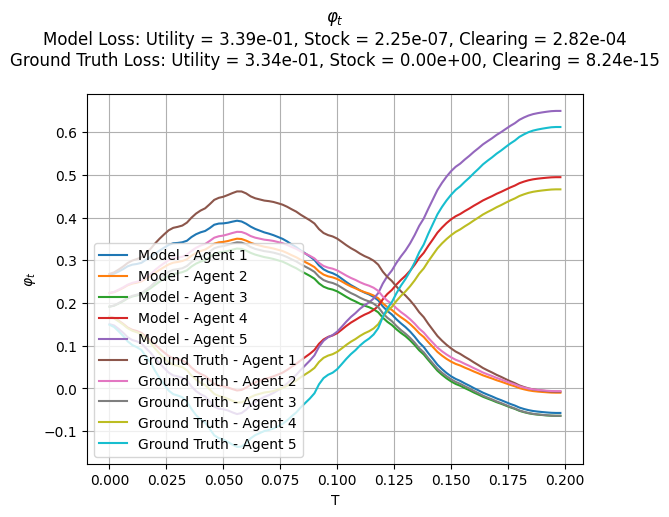 φₜ
Model Loss: Utility = 3.39e-01, Stock = 2.25e-07, Clearing = 2.82e-04
Ground Truth Loss: Utility = 3.34e-01, Stock = 0.00e+00, Clearing = 8.24e-15
φₜ
0.6
0.5
0.4
0.3
0.2
0.1
0.0
−0.1
Model - Agent 1
Model - Agent 2
Model - Agent 3
Model - Agent 4
Model - Agent 5
Ground Truth - Agent 1
Ground Truth - Agent 2
Ground Truth - Agent 3
Ground Truth - Agent 4
Ground Truth - Agent 5
0.000 0.025 0.050 0.075 0.100 0.125 0.150 0.175 0.200
T